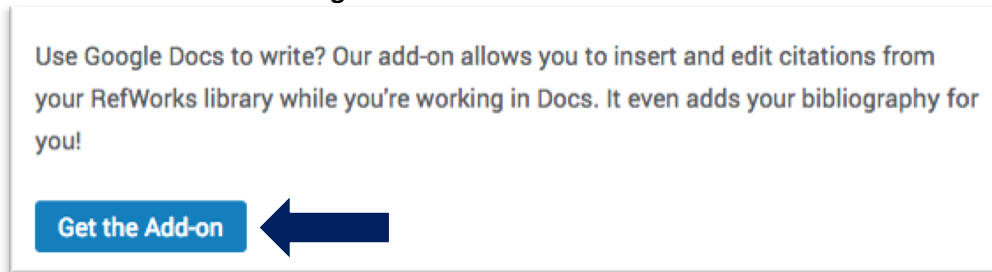 Use Google Docs to write? Our add-on allows you to insert and edit citations from
your RefWorks library while you're working in Docs. It even adds your bibliography for
you!
Get the Add-on